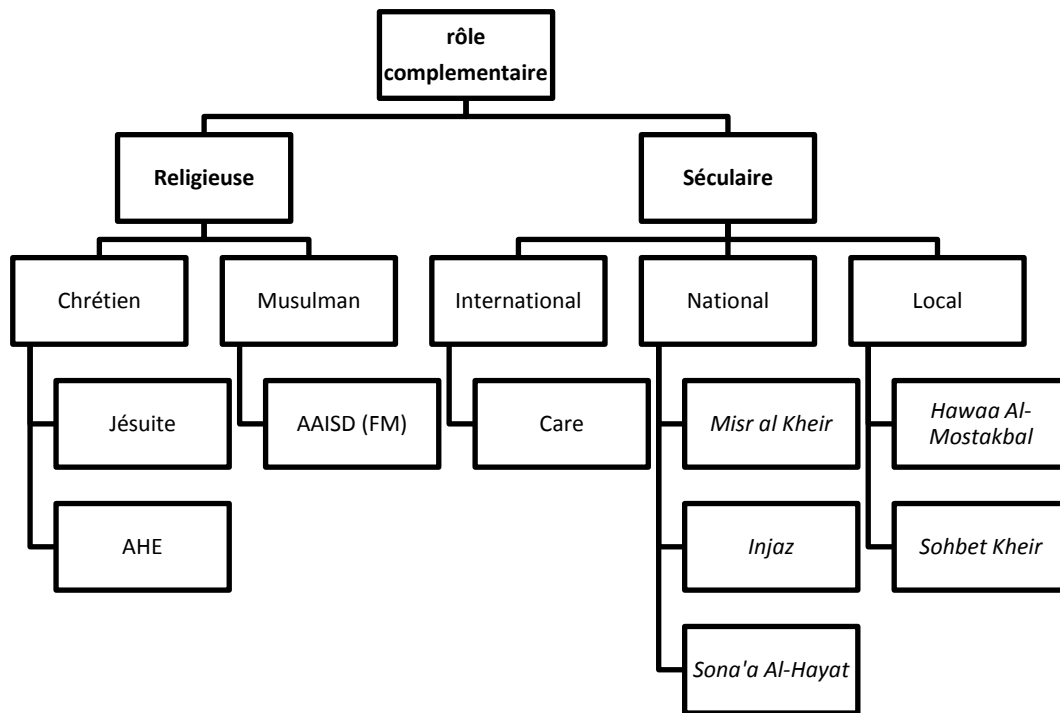 rôle
complementaire
Religieuse
Séculaire
Chrétien
Musulman
International
National
Local
Jésuite
AAISD (FM)
Care
Misr al Kheir
Hawaa Al-
Mostakbal
AHE
Injaz
Sohbet Kheir
Sona'a Al-Hayat